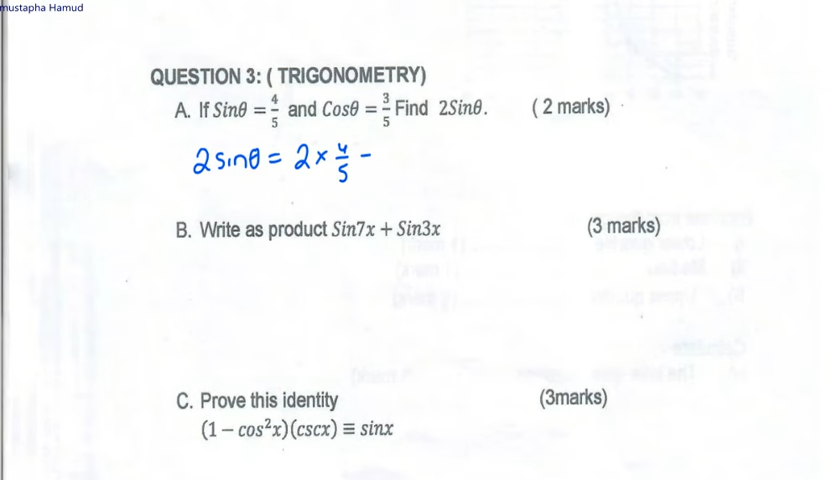 mustapha Hamud
QUESTION 3: ( TRIGONOMETRY)
A. If Sinθ = 4/5 and Cosθ = 3/5 Find 2Sinθ. ( 2 marks)
2sinθ = 2 × 4/5 =
B. Write as product Sin7x + Sin3x (3 marks)
C. Prove this identity (3marks)
(1 − cos²x)(cscx) ≡ sinx